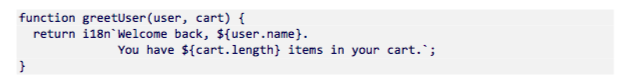 function greetUser(user, cart) {
  return i18n`Welcome back, ${user.name}.
              You have ${cart.length} items in your cart.`;
}